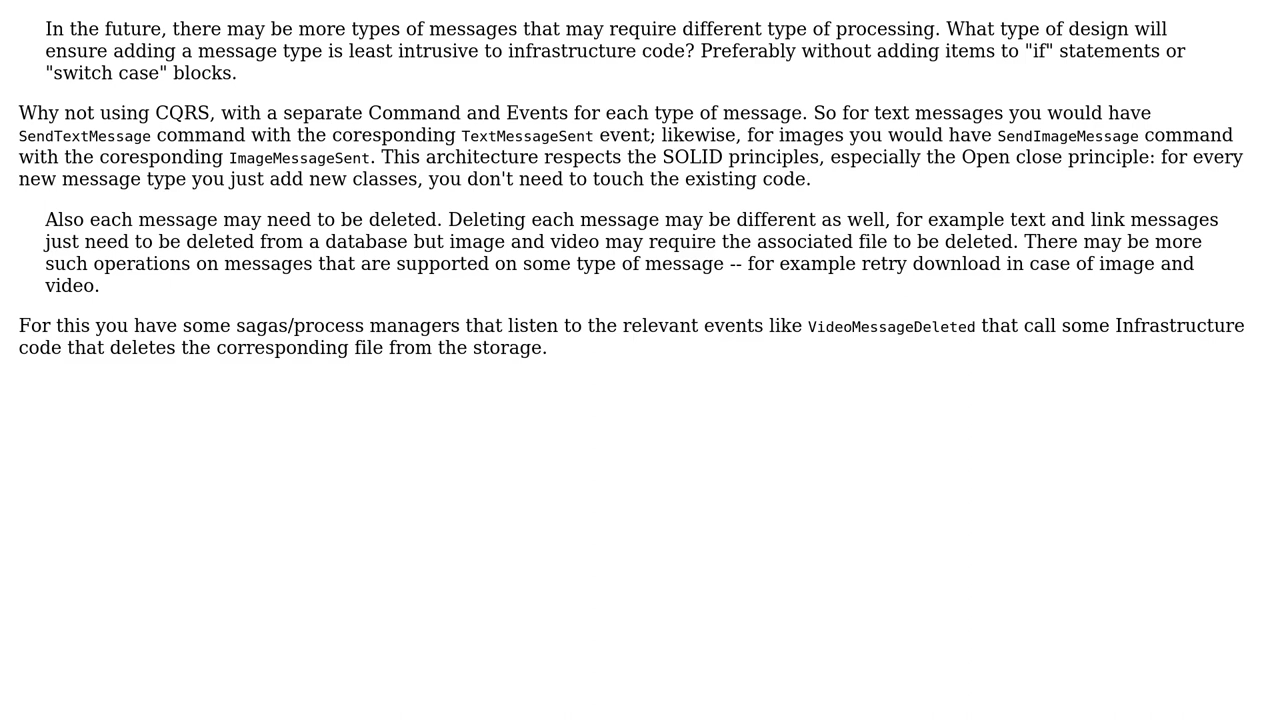 In the future, there may be more types of messages that may require different type of processing. What type of design will
ensure adding a message type is least intrusive to infrastructure code? Preferably without adding items to "if" statements or
"switch case" blocks.
Why not using CQRS, with a separate Command and Events for each type of message. So for text messages you would have
SendTextMessage command with the coresponding TextMessageSent event; likewise, for images you would have SendImageMessage command
with the coresponding ImageMessageSent. This architecture respects the SOLID principles, especially the Open close principle: for every
new message type you just add new classes, you don't need to touch the existing code.
Also each message may need to be deleted. Deleting each message may be different as well, for example text and link messages
just need to be deleted from a database but image and video may require the associated file to be deleted. There may be more
such operations on messages that are supported on some type of message -- for example retry download in case of image and
video.
For this you have some sagas/process managers that listen to the relevant events like VideoMessageDeleted that call some Infrastructure
code that deletes the corresponding file from the storage.